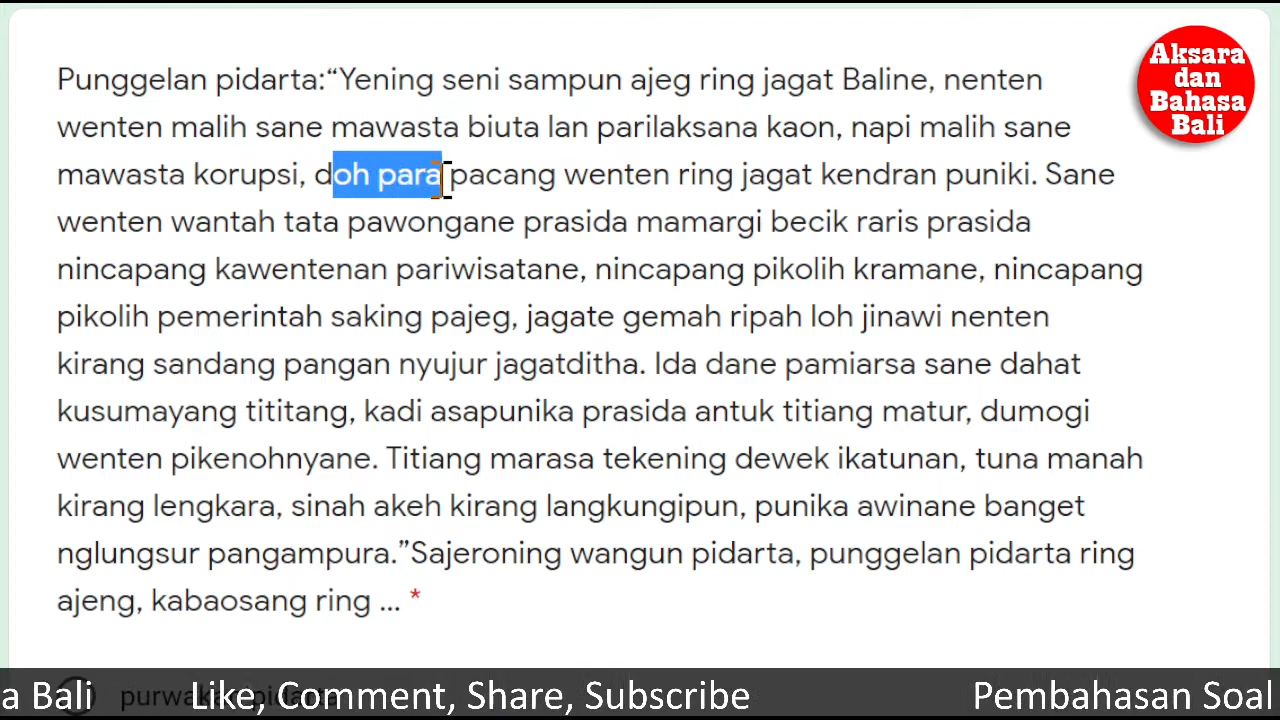 Punggelan pidarta:“Yening seni sampun ajeg ring jagat Baline, nenten
wenten malih sane mawasta biuta lan parilaksana kaon, napi malih sane
mawasta korupsi, doh para pacang wenten ring jagat kendran puniki. Sane
wenten wantah tata pawongane prasida mamargi becik raris prasida
nincapang kawentenan pariwisatane, nincapang pikolih kramane, nincapang
pikolih pemerintah saking pajeg, jagate gemah ripah loh jinawi nenten
kirang sandang pangan nyujur jagatditha. Ida dane pamiarsa sane dahat
kusumayang tititang, kadi asapunika prasida antuk titiang matur, dumogi
wenten pikenohnyane. Titiang marasa tekening dewek ikatunan, tuna manah
kirang lengkara, sinah akeh kirang langkungipun, punika awinane banget
nglungsur pangampura.”Sajeroning wangun pidarta, punggelan pidarta ring
ajeng, kabaosang ring ... *
Aksara
dan
Bahasa
Bali
purwakan pidarta
a Bali Like, Comment, Share, Subscribe Pembahasan Soal